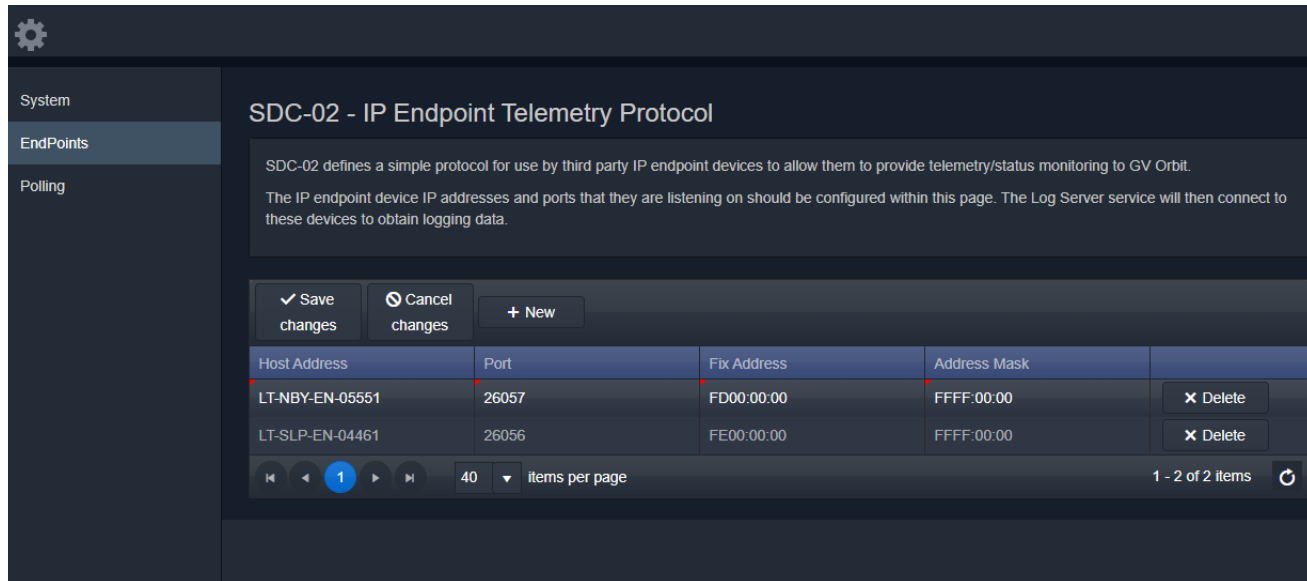 System
EndPoints
Polling
SDC-02 - IP Endpoint Telemetry Protocol
SDC-02 defines a simple protocol for use by third party IP endpoint devices to allow them to provide telemetry/status monitoring to GV Orbit.
The IP endpoint device IP addresses and ports that they are listening on should be configured within this page. The Log Server service will then connect to
these devices to obtain logging data.
Save changes
Cancel changes
+ New
Host Address Port Fix Address Address Mask
LT-NBY-EN-05551 26057 FD00:00:00 FFFF:00:00 Delete
LT-SLP-EN-04461 26056 FE00:00:00 FFFF:00:00 Delete
1 40 items per page 1 - 2 of 2 items